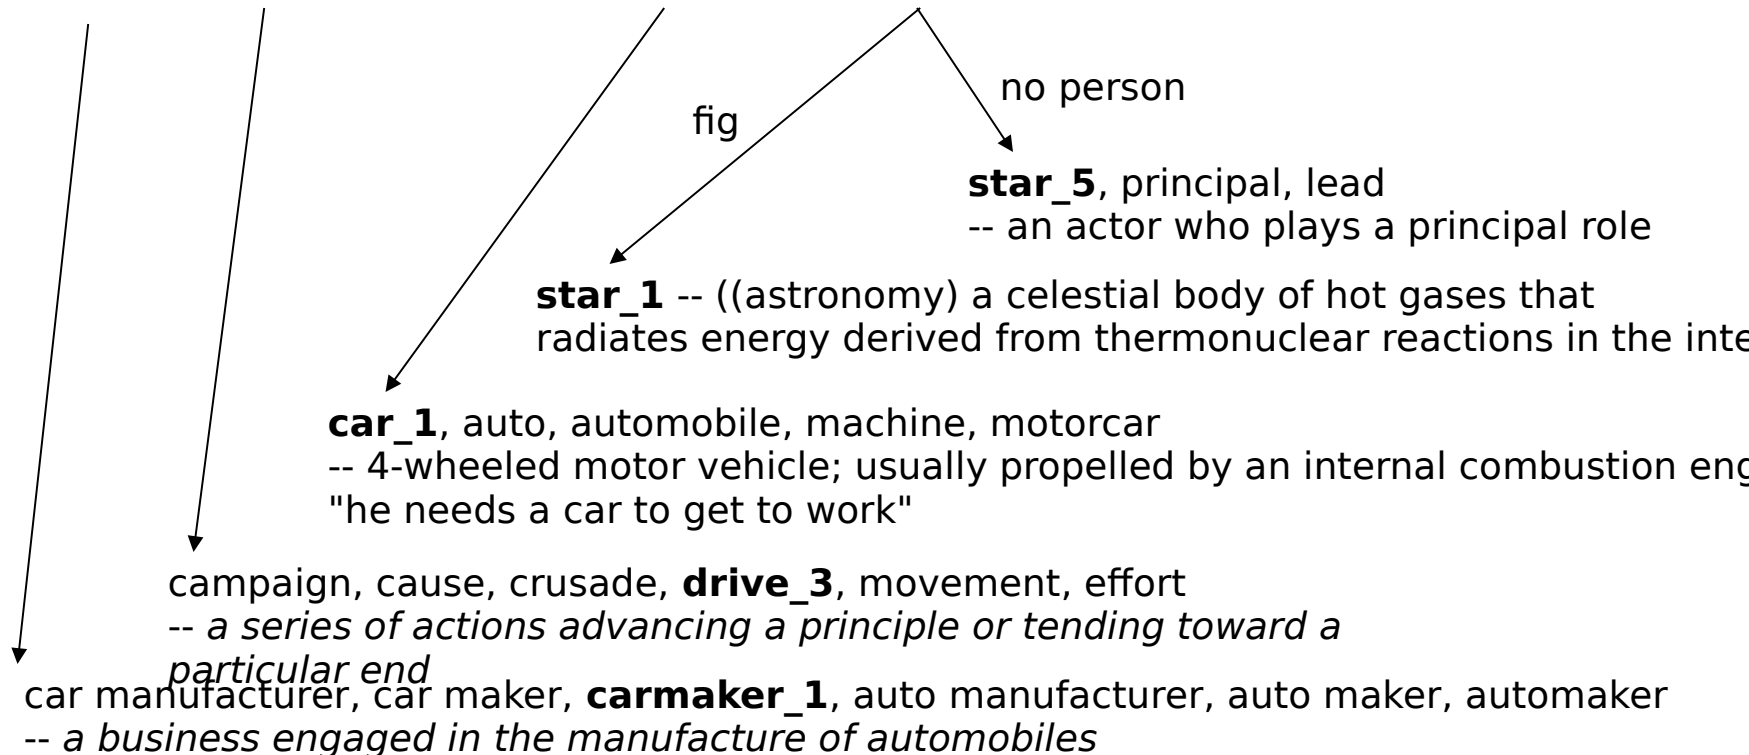 no person
fig
star_5, principal, lead
-- an actor who plays a principal role
star_1 -- ((astronomy) a celestial body of hot gases that
radiates energy derived from thermonuclear reactions in the inte
car_1, auto, automobile, machine, motorcar
-- 4-wheeled motor vehicle; usually propelled by an internal combustion eng
"he needs a car to get to work"
campaign, cause, crusade, drive_3, movement, effort
-- a series of actions advancing a principle or tending toward a
particular end
car manufacturer, car maker, carmaker_1, auto manufacturer, auto maker, automaker
-- a business engaged in the manufacture of automobiles